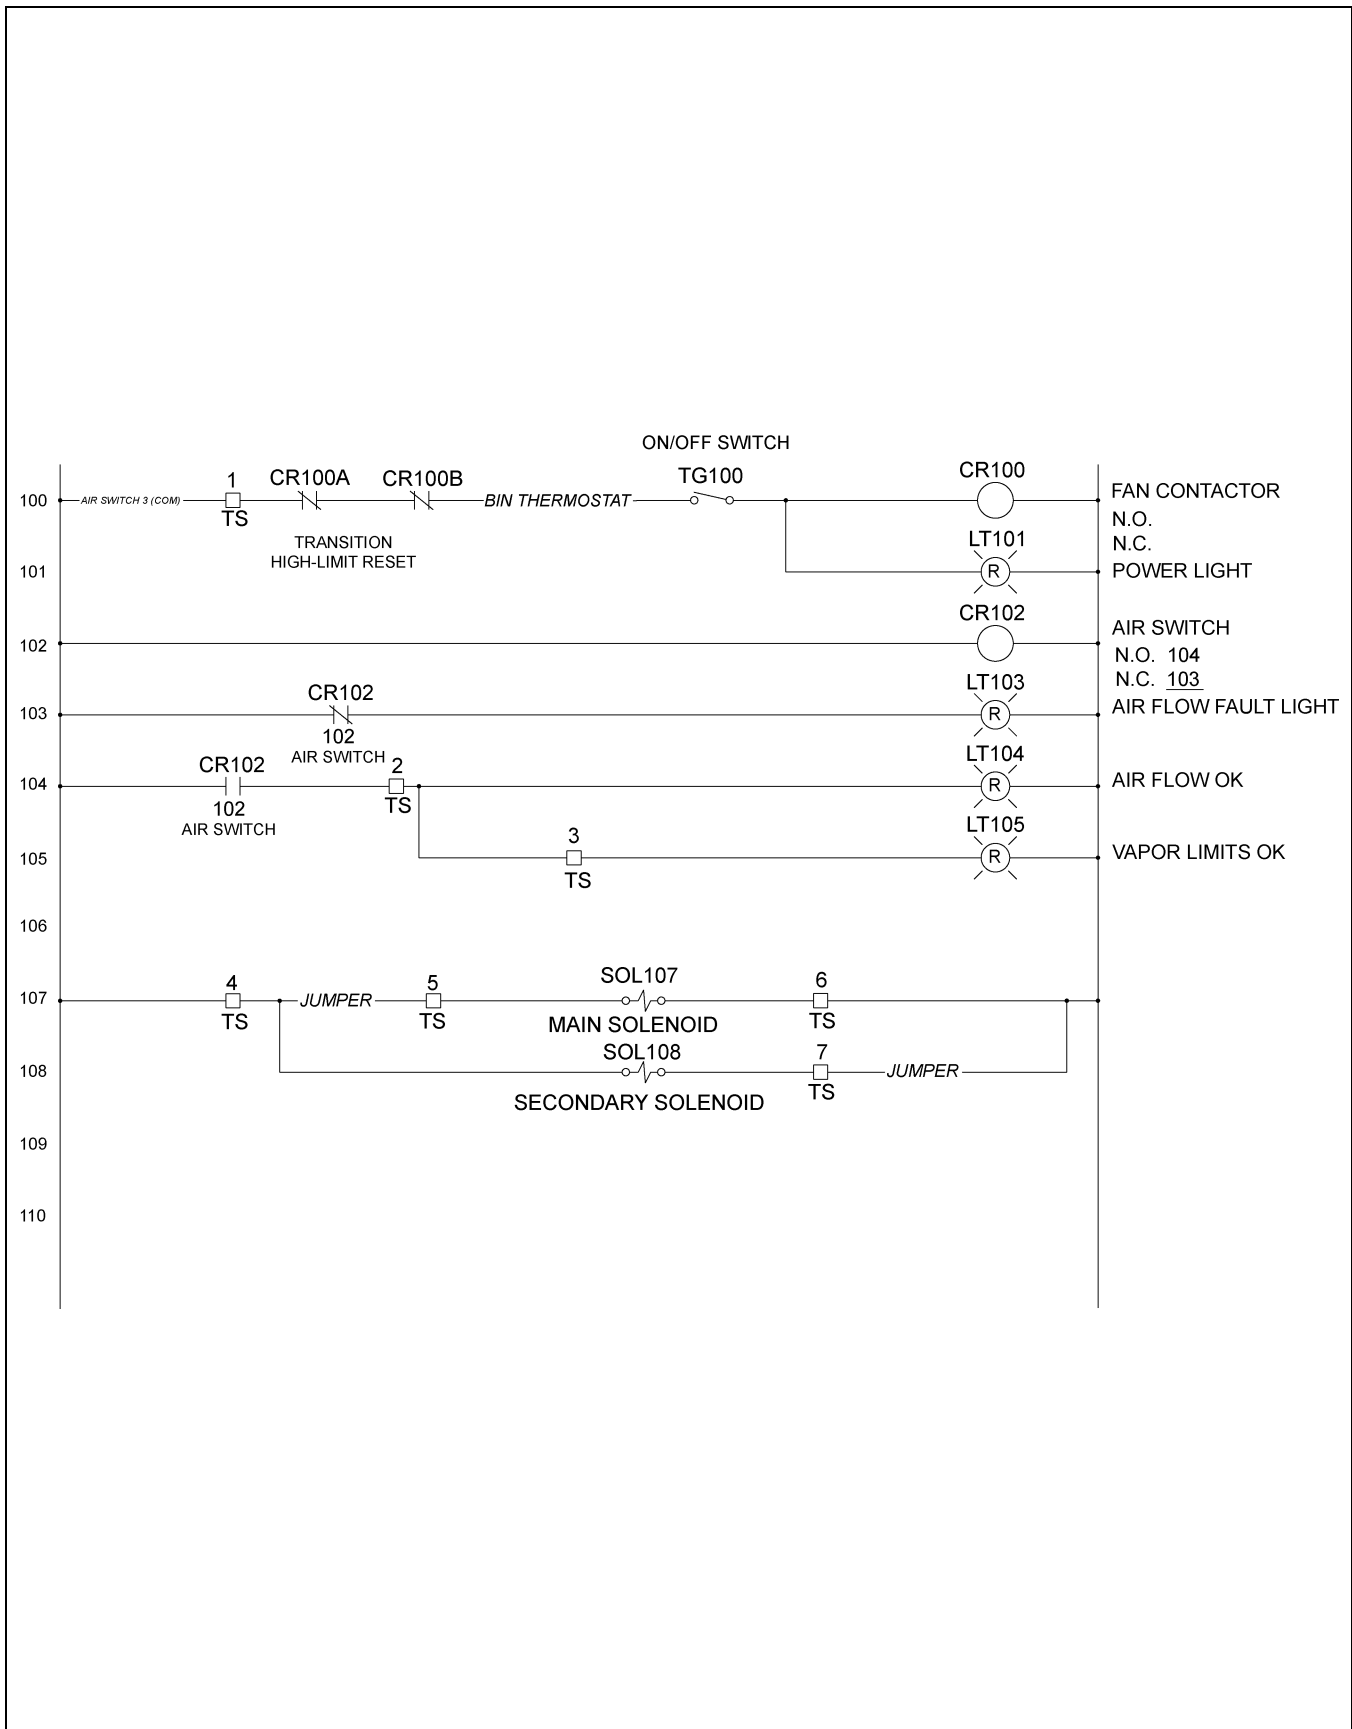 ON/OFF SWITCH
1 CR100A CR100B TG100 CR100
100 AIR SWITCH 3 (COM) BIN THERMOSTAT FAN CONTACTOR
TS N.O.
TRANSITION LT101 N.C.
HIGH-LIMIT RESET
101 R POWER LIGHT
CR102
AIR SWITCH
102
N.O. 104
CR102 LT103 N.C. 103
103 R AIR FLOW FAULT LIGHT
102
AIR SWITCH
CR102 2 LT104
104 R AIR FLOW OK
102 TS
AIR SWITCH
3 LT105
105 R VAPOR LIMITS OK
TS
106
4 5 SOL107 6
107 JUMPER
TS TS MAIN SOLENOID TS
SOL108 7
108 JUMPER
SECONDARY SOLENOID TS
109
110